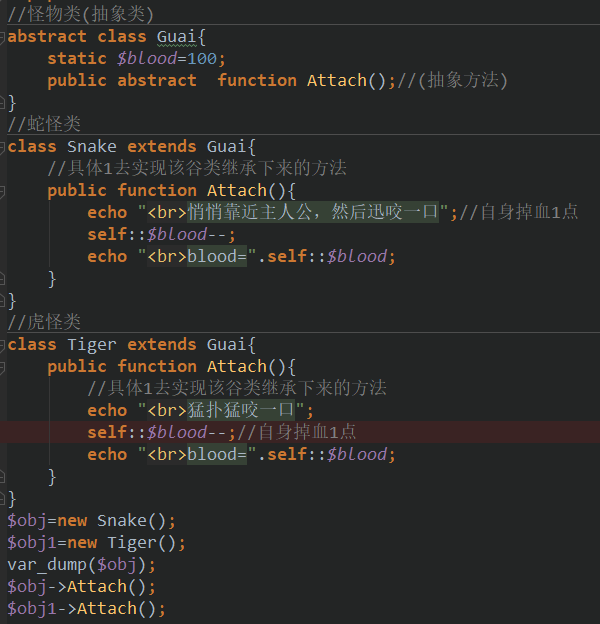 //怪物类(抽象类)
abstract class Guai{
    static $blood=100;
    public abstract  function Attach();//(抽象方法)
}
//蛇怪类
class Snake extends Guai{
    //具体1去实现该谷类继承下来的方法
    public function Attach(){
        echo "<br>悄悄靠近主人公，然后迅咬一口";//自身掉血1点
        self::$blood--;
        echo "<br>blood=".self::$blood;
    }
}
//虎怪类
class Tiger extends Guai{
    public function Attach(){
        //具体1去实现该谷类继承下来的方法
        echo "<br>猛扑猛咬一口";
        self::$blood--;//自身掉血1点
        echo "<br>blood=".self::$blood;
    }
}
$obj=new Snake();
$obj1=new Tiger();
var_dump($obj);
$obj->Attach();
$obj1->Attach();